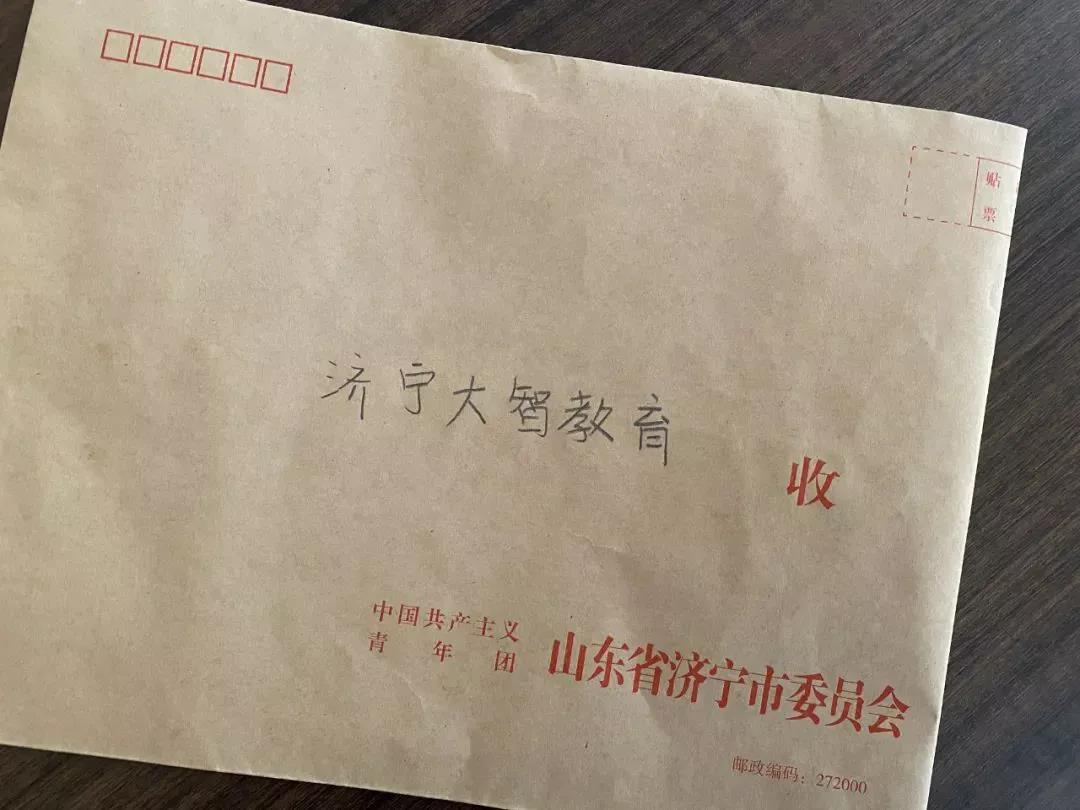 贴
票
济宁大智教育
收
中国共产主义
青年团
山东省济宁市委员会
邮政编码：272000